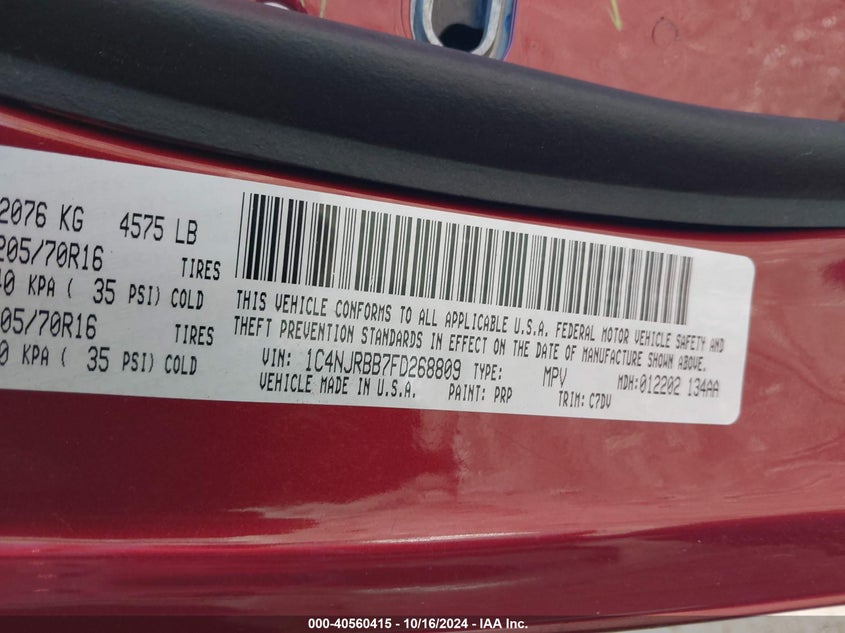 2076 KG 4575 LB
205/70R16 TIRES
40 KPA ( 35 PSI) COLD
05/70R16 TIRES
0 KPA ( 35 PSI) COLD
THIS VEHICLE CONFORMS TO ALL APPLICABLE U.S.A. FEDERAL MOTOR VEHICLE SAFETY AND
THEFT PREVENTION STANDARDS IN EFFECT ON THE DATE OF MANUFACTURE SHOWN ABOVE.
VIN: 1C4NJRBB7FD268809 TYPE: MPV MDH:012202 134AA
VEHICLE MADE IN U.S.A. PAINT: PRP TRIM: C7DV
000-40560415 - 10/16/2024 - IAA Inc.